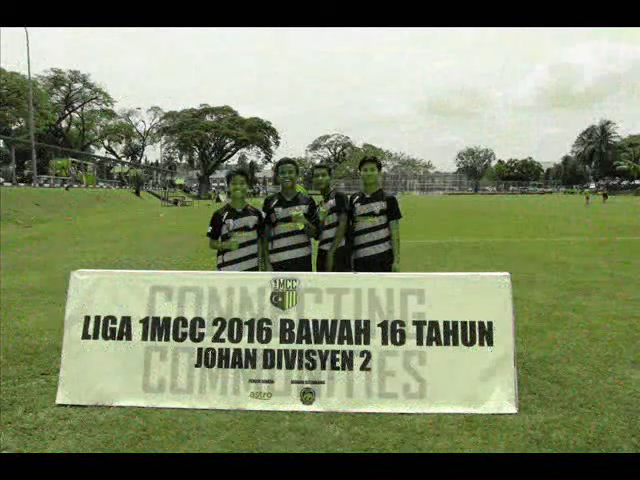 1MCC
CONNECTING
LIGA 1MCC 2016 BAWAH 16 TAHUN
JOHAN DIVISYEN 2
COMMUNITIES
astro